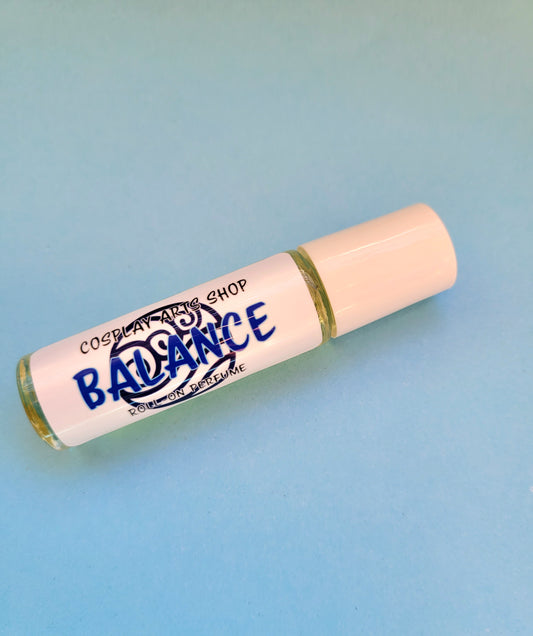 COSPLAY ARTS SHOP
BALANCE
ROLL ON PERFUME